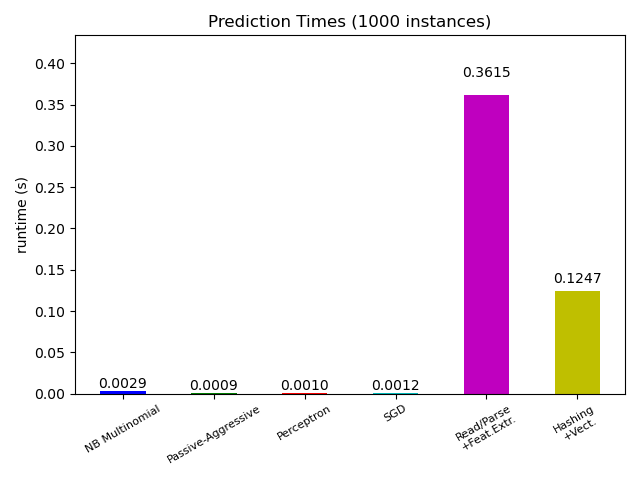 Prediction Times (1000 instances)
runtime (s)
0.40
0.35
0.30
0.25
0.20
0.15
0.10
0.05
0.00
0.0029
0.0009
0.0010
0.0012
0.3615
0.1247
NB Multinomial
Passive-Aggressive
Perceptron
SGD
Read/Parse
+Feat.Extr.
Hashing
+Vect.